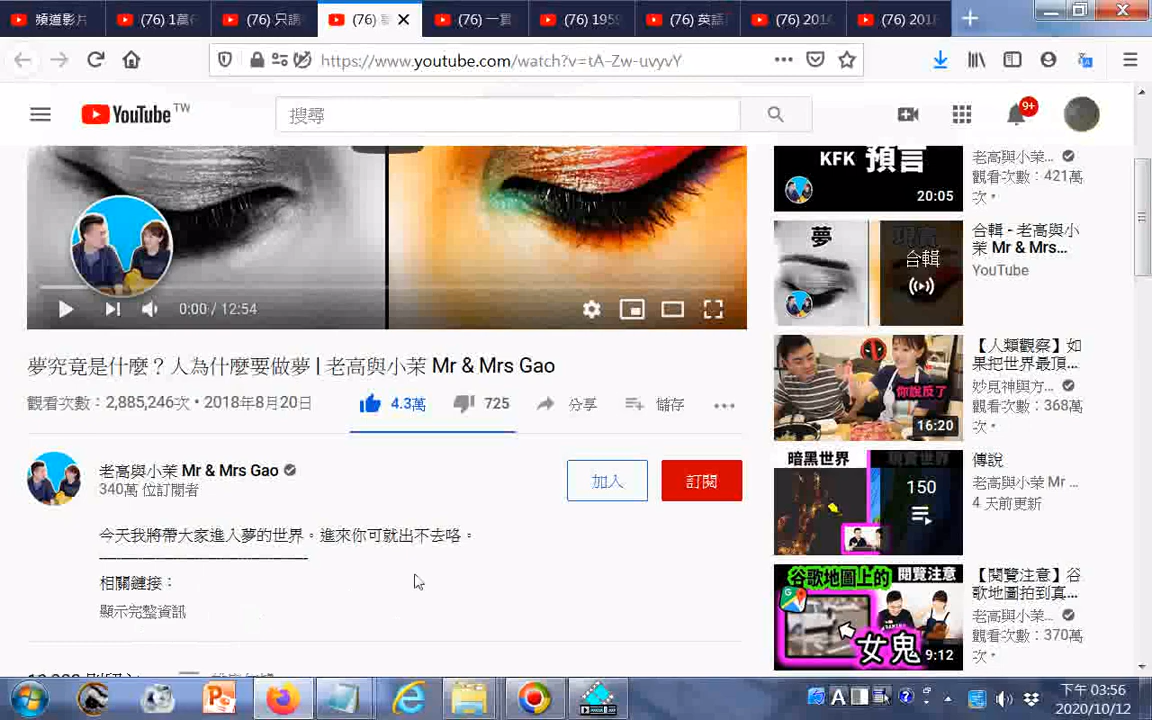 頻道影片
(76) 1萬
(76) 只講
(76)
(76) 一
(76) 1959
(76) 英語
(76) 201
(76) 201
https://www.youtube.com/watch?v=tA-Zw-uvyvY
YouTube TW
搜尋
9+
0:00 / 12:54
夢究竟是什麼？人為什麼要做夢 | 老高與小茉 Mr & Mrs Gao
觀看次數：2,885,246次 • 2018年8月20日
4.3萬
725
分享
儲存
老高與小茉 Mr & Mrs Gao
340萬 位訂閱者
加入
訂閱
今天我將帶大家進入夢的世界。進來你可就出不去咯。
相關鏈接：
顯示完整資訊
KFK 預言
20:05
老高與小茉...
觀看次數：421萬
次。
夢
合輯
合輯 - 老高與小
茉 Mr & Mrs...
YouTube
你說反了
16:20
【人類觀察】如
果把世界最頂...
妙見神與方...
觀看次數：368萬
次。
暗黑世界
150
傳說
老高與小茉 Mr ...
4 天前更新
谷歌地圖上的
閱覽注意
女鬼
9:12
【閱覽注意】谷
歌地圖拍到真...
老高與小茉...
觀看次數：370萬
次。
下午 03:56
2020/10/12